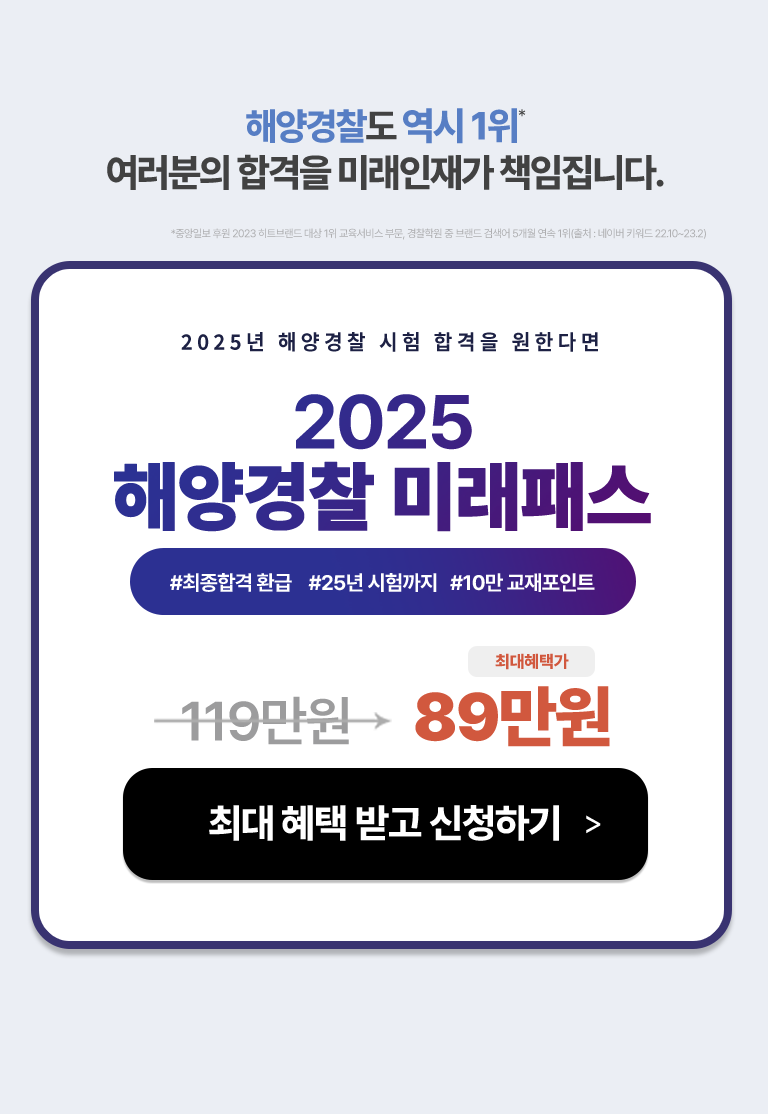 해양경찰도 역시 1위*
여러분의 합격을 미래인재가 책임집니다.
*중앙일보 후원 2023 히트브랜드 대상 1위 교육서비스 부문, 경찰학원 중 브랜드 검색어 5개월 연속 1위(출처 : 네이버 키워드 22.10~23.2)
2025년 해양경찰 시험 합격을 원한다면
2025
해양경찰 미래패스
#최종합격 환급 #25년 시험까지 #10만 교재포인트
최대혜택가
119만원 89만원
최대 혜택 받고 신청하기 >